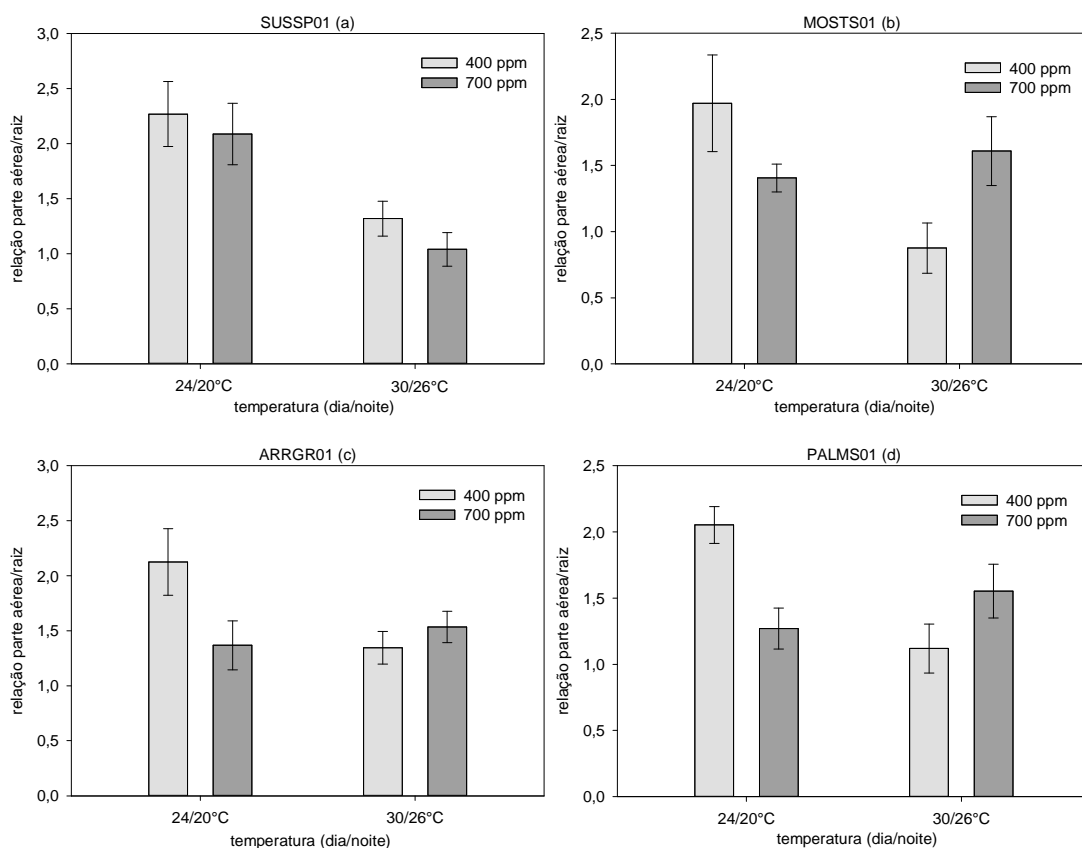 SUSSP01 (a)
3,0
2,5
2,0
1,5
1,0
0,5
0,0
relação parte aérea/raiz
400 ppm
700 ppm
24/20°C
30/26°C
temperatura (dia/noite)
MOSTS01 (b)
2,5
2,0
1,5
1,0
0,5
0,0
relação parte aérea/raiz
400 ppm
700 ppm
24/20°C
30/26°C
temperatura (dia/noite)
ARRGR01 (c)
3,0
2,5
2,0
1,5
1,0
0,5
0,0
relação parte aérea/raiz
400 ppm
700 ppm
24/20°C
30/26°C
temperatura (dia/noite)
PALMS01 (d)
2,5
2,0
1,5
1,0
0,5
0,0
relação parte aérea/raiz
400 ppm
700 ppm
24/20°C
30/26°C
temperatura (dia/noite)